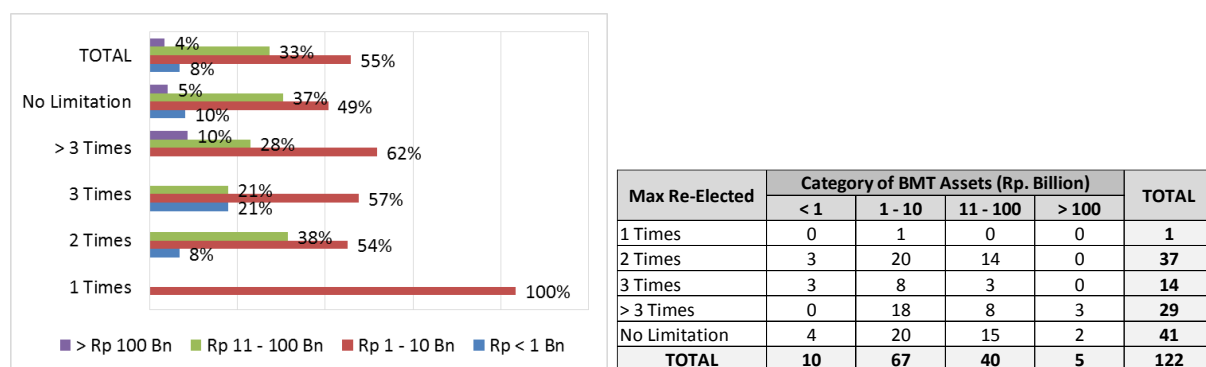 TOTAL
4%
33%
55%
8%
No Limitation
5%
37%
49%
10%
> 3 Times
10%
28%
62%
3 Times
21%
57%
21%
2 Times
38%
54%
8%
1 Times
100%
> Rp 100 Bn Rp 11 - 100 Bn Rp 1 - 10 Bn Rp < 1 Bn
Max Re-Elected Category of BMT Assets (Rp. Billion) TOTAL
< 1 1 - 10 11 - 100 > 100
1 Times 0 1 0 0 1
2 Times 3 20 14 0 37
3 Times 3 8 3 0 14
> 3 Times 0 18 8 3 29
No Limitation 4 20 15 2 41
TOTAL 10 67 40 5 122